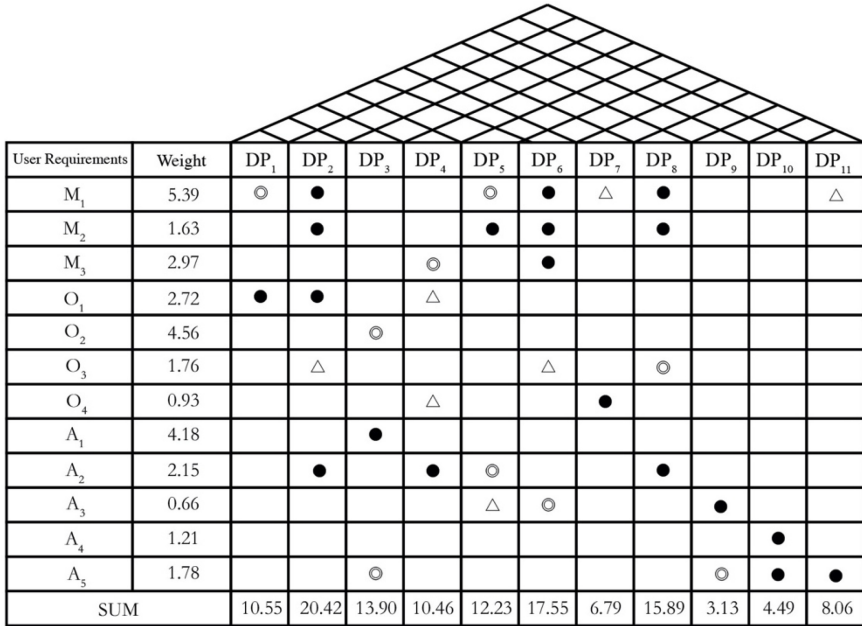 User Requirements Weight DP₁ DP₂ DP₃ DP₄ DP₅ DP₆ DP₇ DP₈ DP₉ DP₁₀ DP₁₁
M₁ 5.39 ◎ ● ◎ ● △ ● △
M₂ 1.63 ● ● ● ●
M₃ 2.97 ◎ ●
O₁ 2.72 ● ● △
O₂ 4.56 ◎
O₃ 1.76 △ △ ◎
O₄ 0.93 △ ●
A₁ 4.18 ●
A₂ 2.15 ● ● ◎ ●
A₃ 0.66 △ ◎ ●
A₄ 1.21 ●
A₅ 1.78 ◎ ◎ ● ●
SUM 10.55 20.42 13.90 10.46 12.23 17.55 6.79 15.89 3.13 4.49 8.06